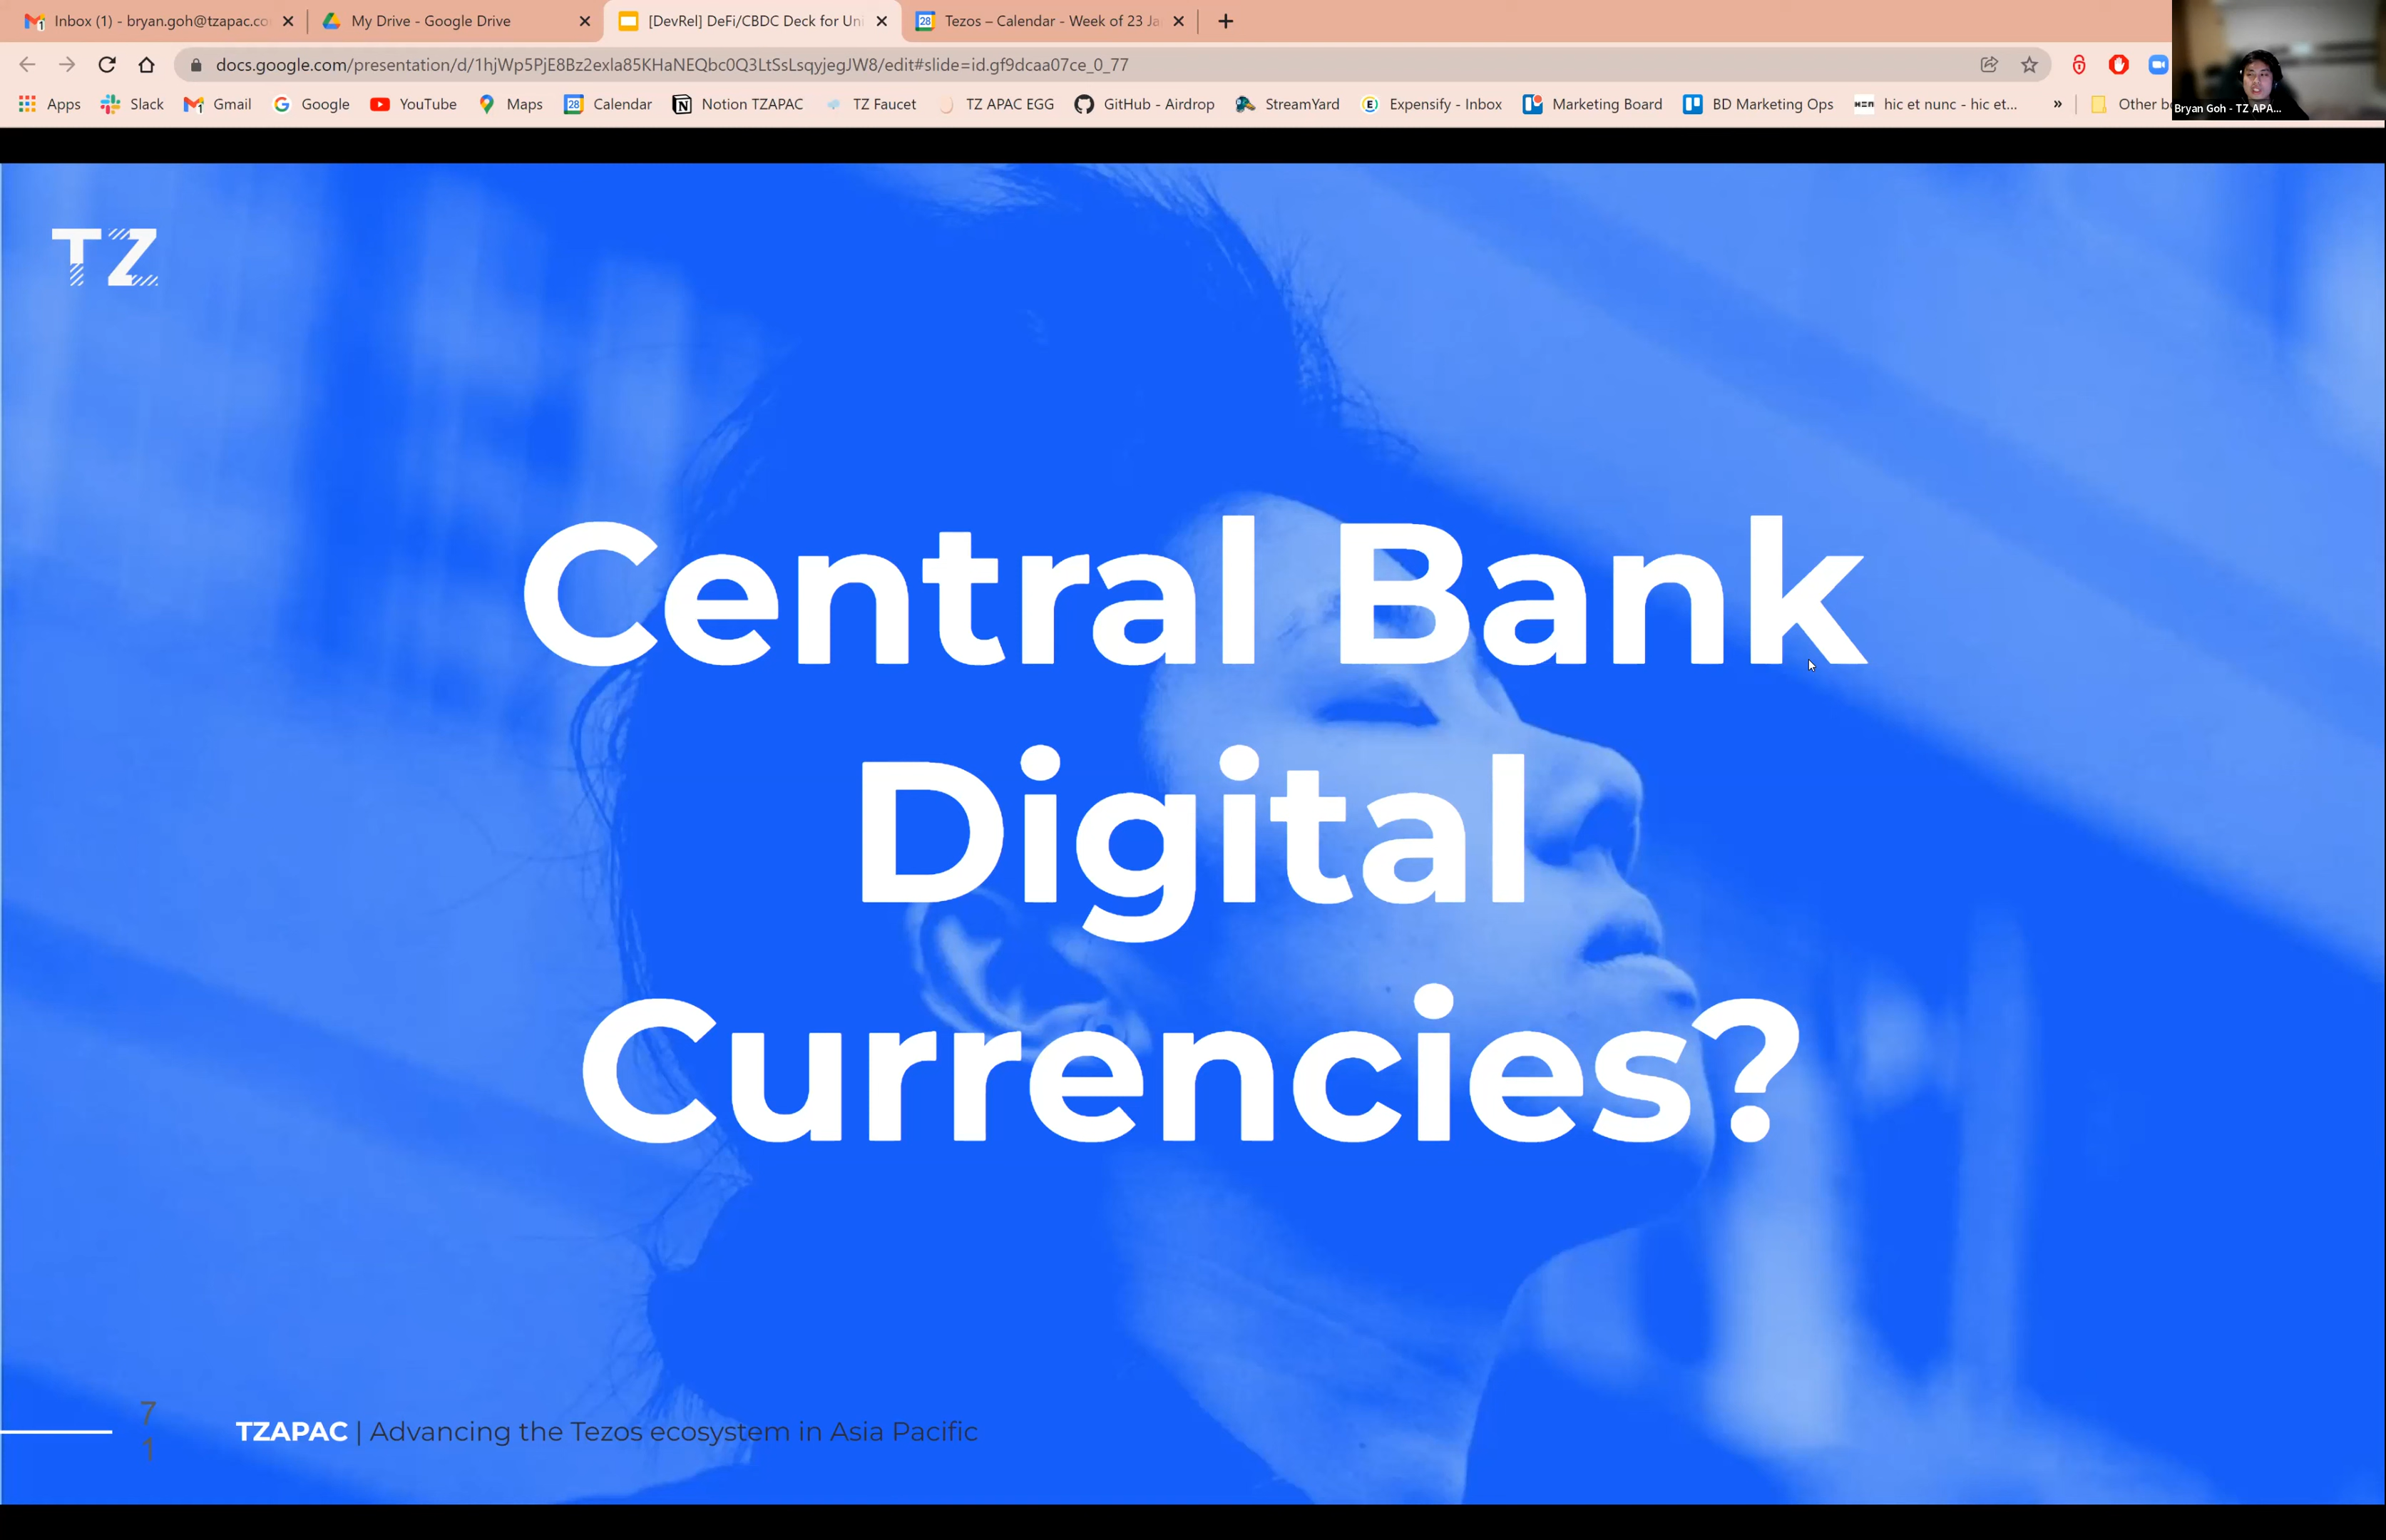 Inbox (1) - bryan.goh@tzapac.co
My Drive - Google Drive
[DevRel] DeFi/CBDC Deck for Uni
Tezos – Calendar - Week of 23 Ja
docs.google.com/presentation/d/1hjWp5PjE8Bz2exla85KHaNEQbc0Q3LtSsLsqyjegJW8/edit#slide=id.gf9dcaa07ce_0_77
Apps Slack Gmail Google YouTube Maps Calendar Notion TZAPAC TZ Faucet TZ APAC EGG GitHub - Airdrop StreamYard Expensify - Inbox Marketing Board BD Marketing Ops hic et nunc - hic et... » Other b
Bryan Goh - TZ APA...
TZ
Central Bank
Digital
Currencies?
71
TZAPAC | Advancing the Tezos ecosystem in Asia Pacific